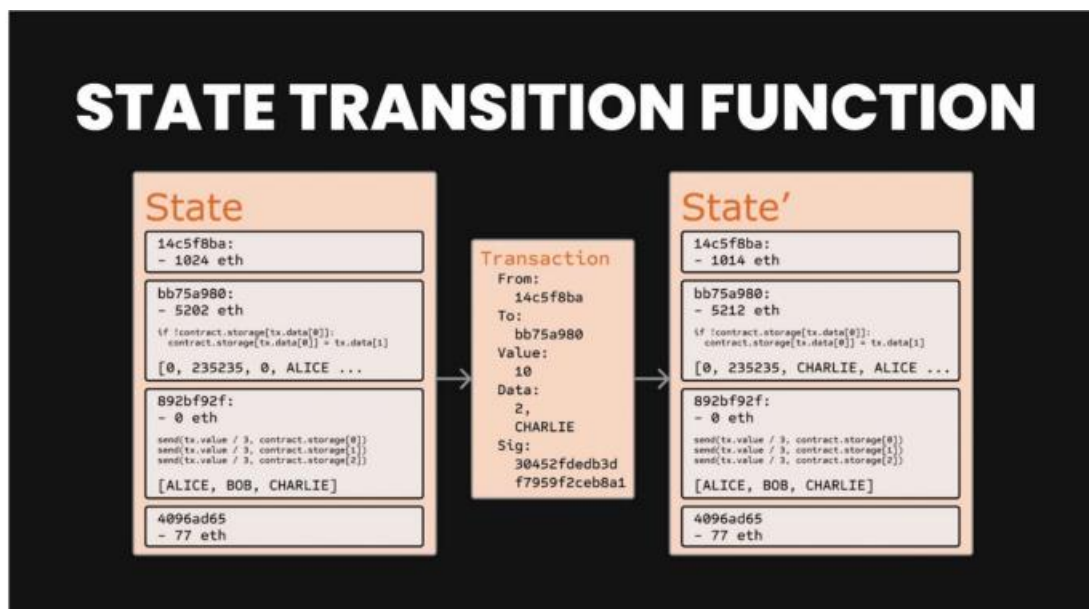 STATE TRANSITION FUNCTION
State
14c5f8ba:
- 1024 eth
bb75a980:
- 5202 eth
if !contract.storage[tx.data[0]]:
contract.storage[tx.data[0]] = tx.data[1]
[0, 235235, 0, ALICE ...
892bf92f:
- 0 eth
send(tx.value / 3, contract.storage[0])
send(tx.value / 3, contract.storage[1])
send(tx.value / 3, contract.storage[2])
[ALICE, BOB, CHARLIE]
4096ad65
- 77 eth
Transaction
From:
14c5f8ba
To:
bb75a980
Value:
10
Data:
2,
CHARLIE
Sig:
30452fdedb3d
f7959f2ceb8a1
State’
14c5f8ba:
- 1014 eth
bb75a980:
- 5212 eth
if !contract.storage[tx.data[0]]:
contract.storage[tx.data[0]] = tx.data[1]
[0, 235235, CHARLIE, ALICE ...
892bf92f:
- 0 eth
send(tx.value / 3, contract.storage[0])
send(tx.value / 3, contract.storage[1])
send(tx.value / 3, contract.storage[2])
[ALICE, BOB, CHARLIE]
4096ad65
- 77 eth